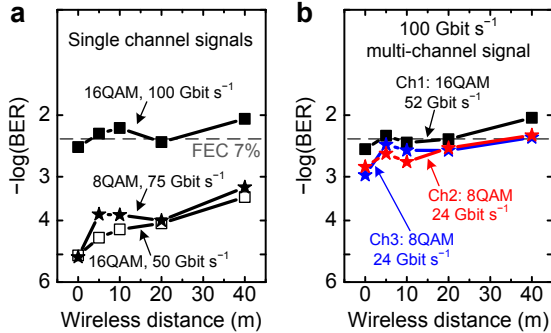 a
Single channel signals
16QAM, 100 Gbit s⁻¹
FEC 7%
8QAM, 75 Gbit s⁻¹
16QAM, 50 Gbit s⁻¹
−log(BER)
2
3
4
6
0 10 20 30 40
Wireless distance (m)
b
100 Gbit s⁻¹
multi-channel signal
Ch1: 16QAM
52 Gbit s⁻¹
Ch2: 8QAM
24 Gbit s⁻¹
Ch3: 8QAM
24 Gbit s⁻¹
−log(BER)
2
3
4
6
0 10 20 30 40
Wireless distance (m)